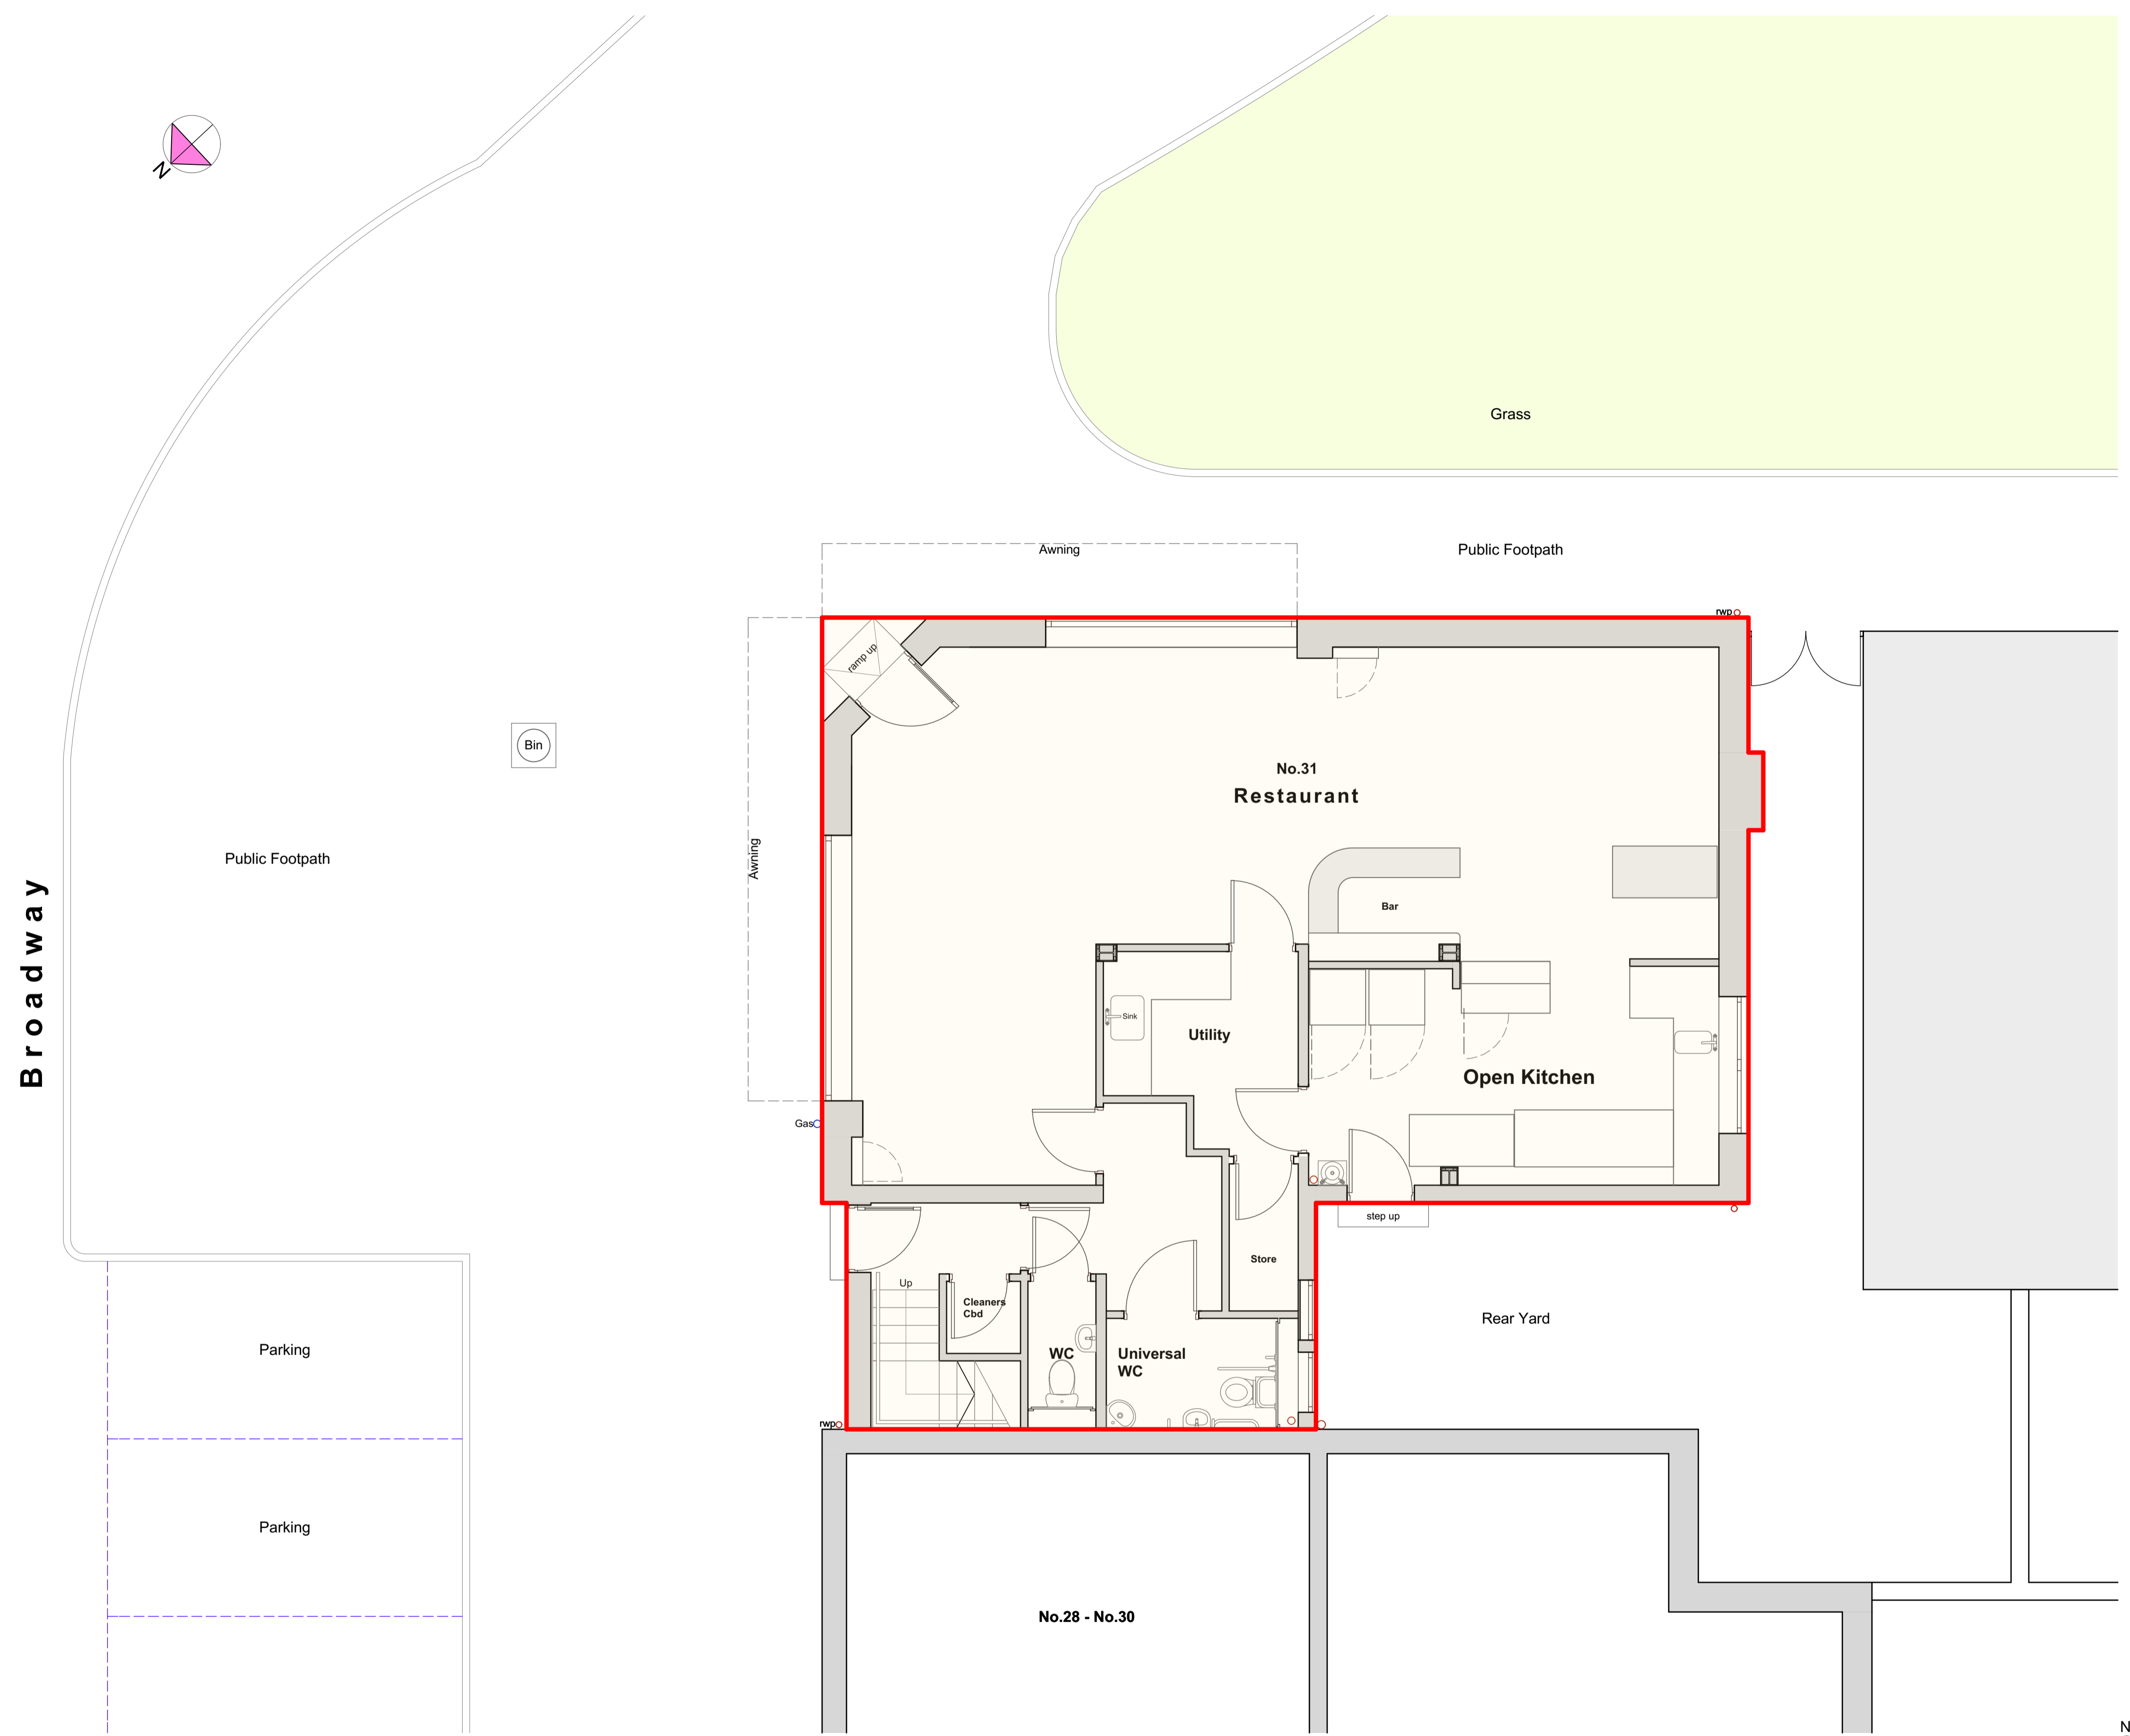 N
Grass
Awning
Public Footpath
rwp
ramp up
Bin
No.31
Restaurant
Public Footpath
Awning
Broadway
Bar
Sink
Utility
Open Kitchen
Gas
step up
Store
Up
Cleaners
Cbd
Rear Yard
Parking
WC
Universal
WC
rwp
Parking
No.28 - No.30
N